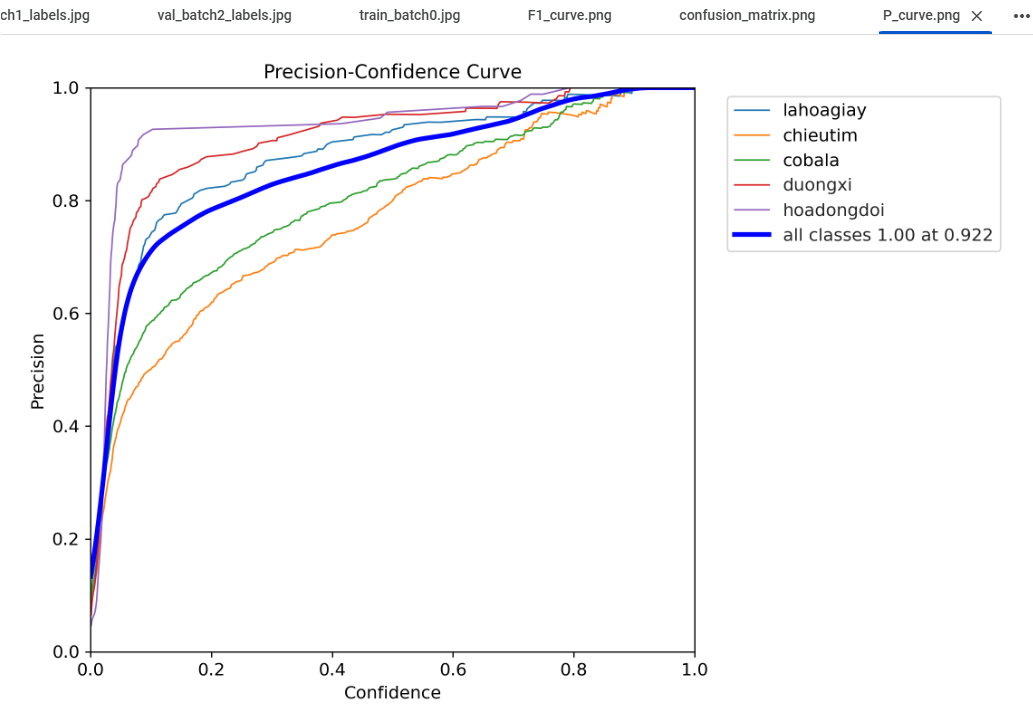 ch1_labels.jpg val_batch2_labels.jpg train_batch0.jpg F1_curve.png confusion_matrix.png P_curve.png × •••
Precision-Confidence Curve
1.0
0.8
0.6
0.4
0.2
0.0
Precision
0.0 0.2 0.4 0.6 0.8 1.0
Confidence
lahoagiay
chieutim
cobala
duongxi
hoadongdoi
all classes 1.00 at 0.922